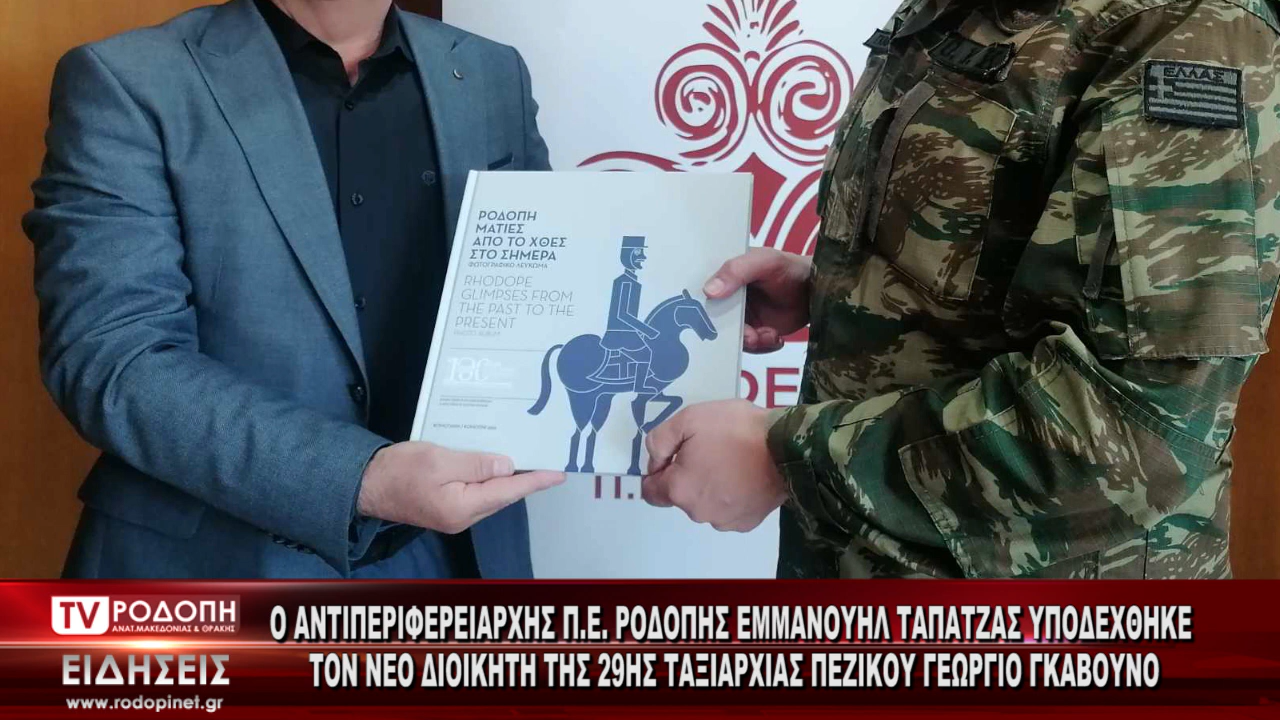 ΕΛΛΑΣ
ΡΟΔΟΠΗ
ΜΑΤΙΕΣ
ΑΠΟ ΤΟ ΧΘΕΣ
ΣΤΟ ΣΗΜΕΡΑ
ΦΩΤΟΓΡΑΦΙΚΟ ΛΕΥΚΩΜΑ
RHODOPE
GLIMPSES FROM
THE PAST TO THE
PRESENT
PHOTO ALBUM
TV ΡΟΔΟΠΗ
ΑΝΑΤ.ΜΑΚΕΔΟΝΙΑΣ & ΘΡΑΚΗΣ
ΕΙΔΗΣΕΙΣ
www.rodopinet.gr
Ο ΑΝΤΙΠΕΡΙΦΕΡΕΙΑΡΧΗΣ Π.Ε. ΡΟΔΟΠΗΣ ΕΜΜΑΝΟΥΗΛ ΤΑΠΑΤΖΑΣ ΥΠΟΔΕΧΘΗΚΕ
ΤΟΝ ΝΕΟ ΔΙΟΙΚΗΤΗ ΤΗΣ 29ΗΣ ΤΑΞΙΑΡΧΙΑΣ ΠΕΖΙΚΟΥ ΓΕΩΡΓΙΟ ΓΚΑΒΟΥΝΟ